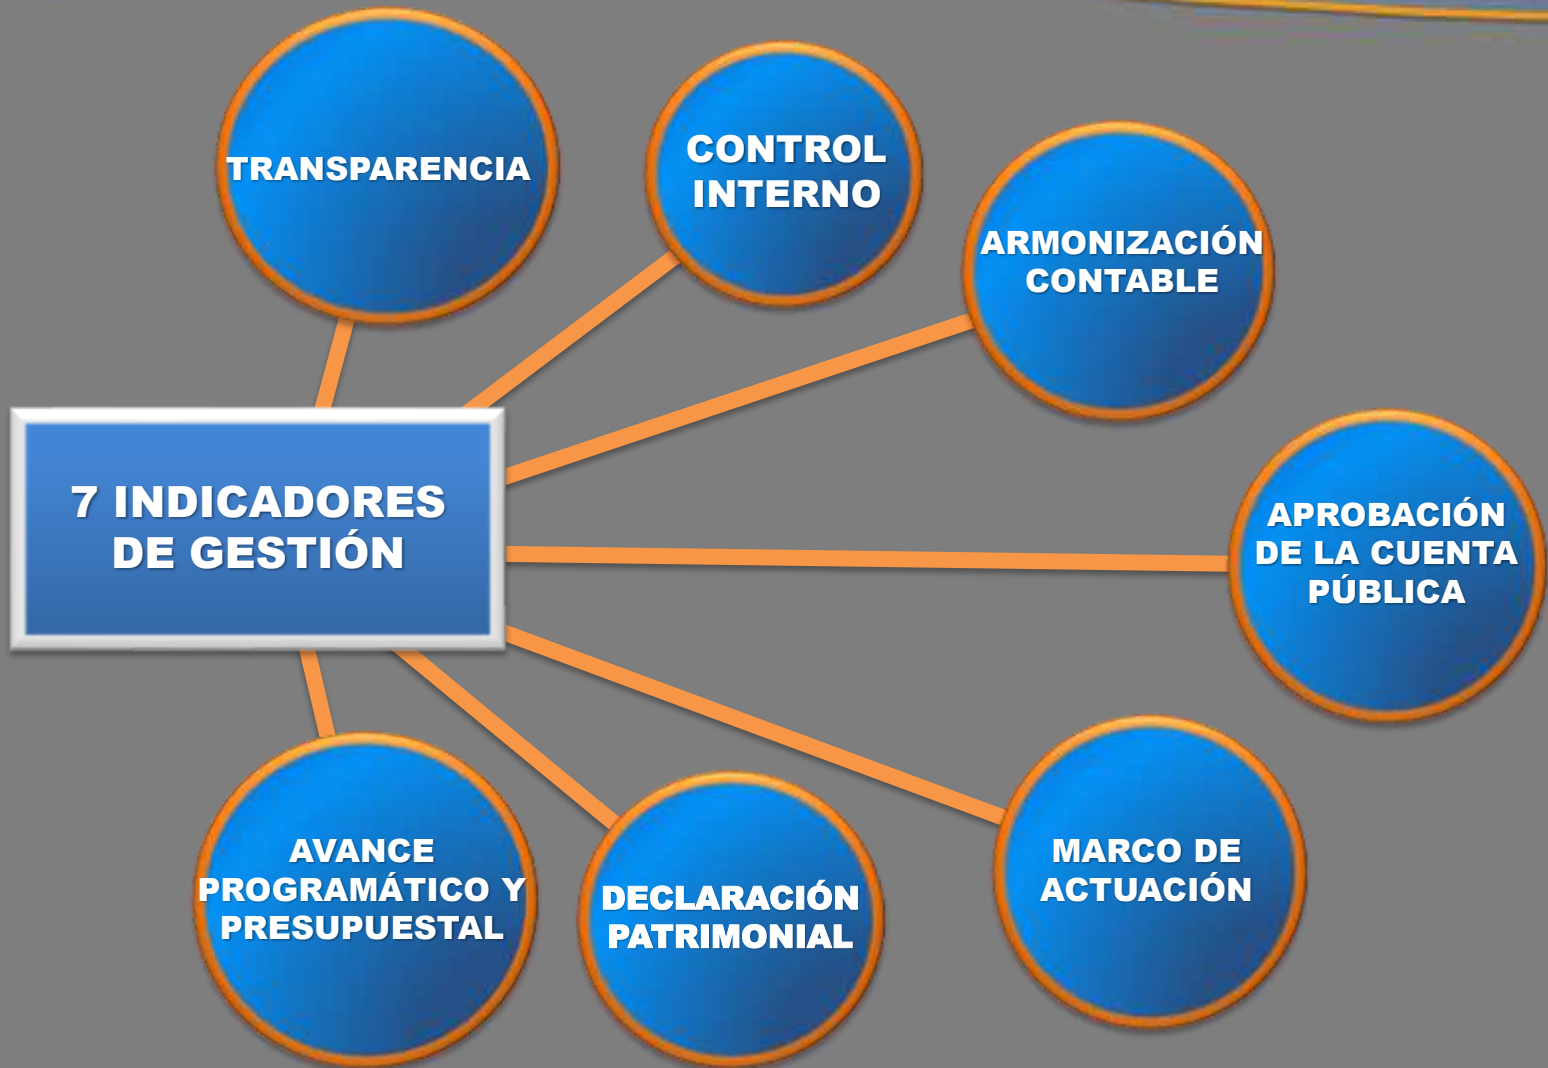 TRANSPARENCIA
CONTROL
INTERNO
ARMONIZACIÓN
CONTABLE
7 INDICADORES
DE GESTIÓN
APROBACIÓN
DE LA CUENTA
PÚBLICA
AVANCE
PROGRAMÁTICO Y
PRESUPUESTAL
DECLARACIÓN
PATRIMONIAL
MARCO DE
ACTUACIÓN